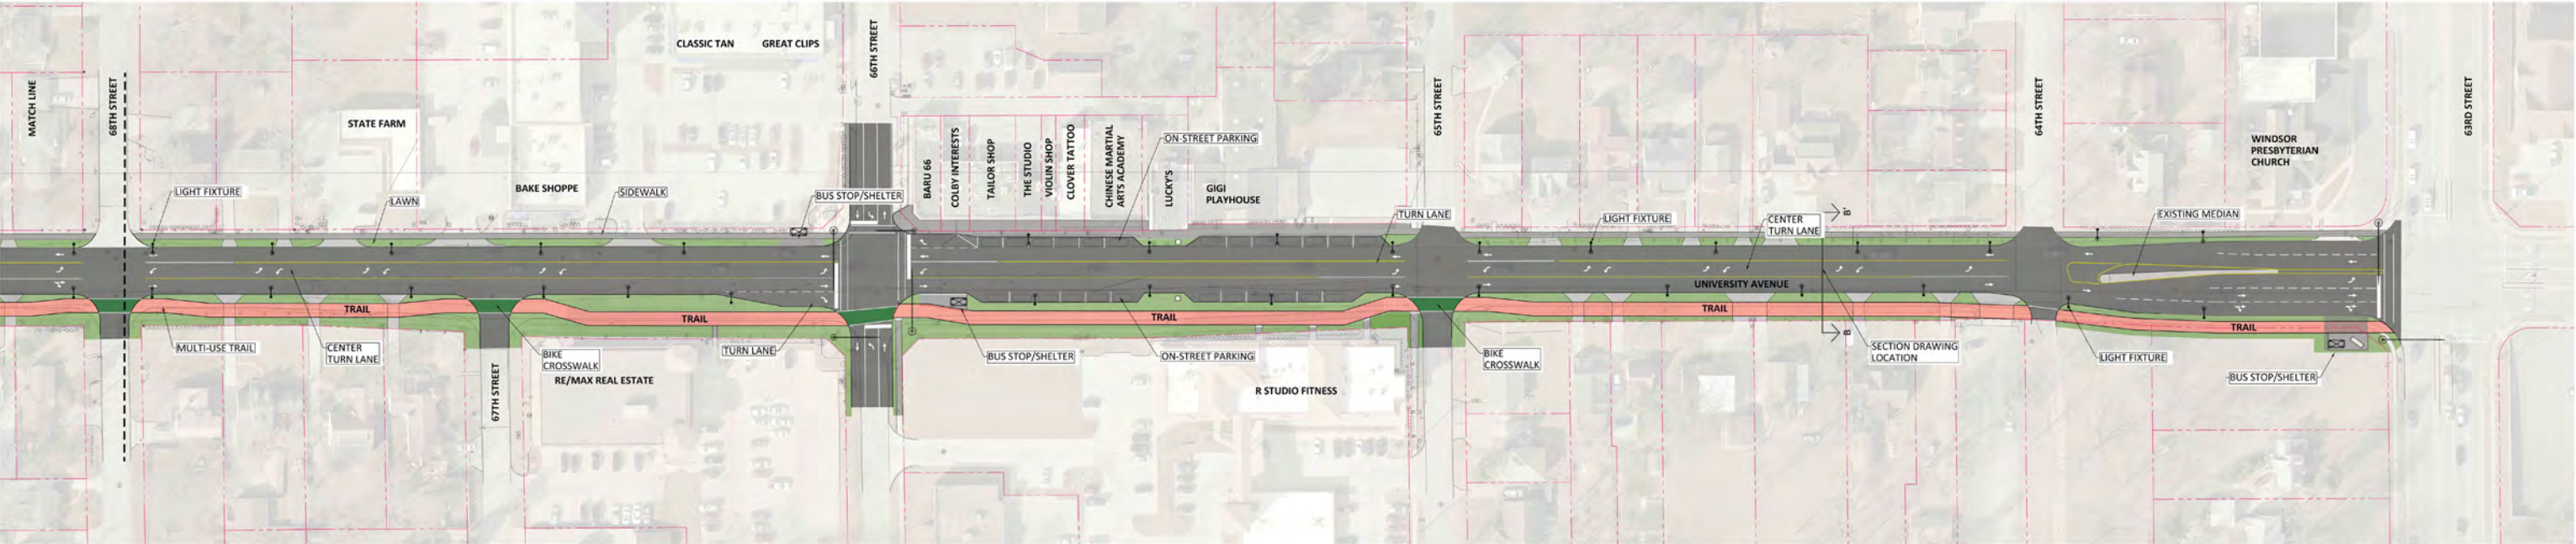 MATCH LINE
68TH STREET
LIGHT FIXTURE
STATE FARM
LAWN
BAKE SHOPPE
SIDEWALK
CLASSIC TAN
GREAT CLIPS
BUS STOP/SHELTER
66TH STREET
BARU 66
COLBY INTERESTS
TAILOR SHOP
THE STUDIO
VIOLIN SHOP
CLOVER TATTOO
CHINESE MARTIAL
ARTS ACADEMY
ON-STREET PARKING
LUCKY'S
GIGI
PLAYHOUSE
TURN LANE
65TH STREET
LIGHT FIXTURE
CENTER
TURN LANE
B'
64TH STREET
EXISTING MEDIAN
WINDSOR
PRESBYTERIAN
CHURCH
63RD STREET
UNIVERSITY AVENUE
TRAIL
TRAIL
TRAIL
TRAIL
TRAIL
MULTI-USE TRAIL
CENTER
TURN LANE
67TH STREET
BIKE
CROSSWALK
RE/MAX REAL ESTATE
TURN LANE
BUS STOP/SHELTER
ON-STREET PARKING
R STUDIO FITNESS
BIKE
CROSSWALK
B
SECTION DRAWING
LOCATION
LIGHT FIXTURE
BUS STOP/SHELTER